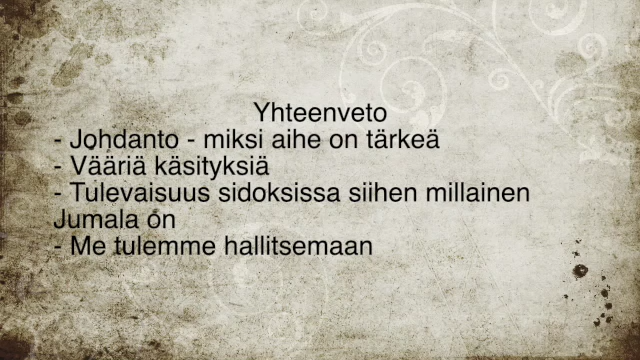 Yhteenveto
- Johdanto - miksi aihe on tärkeä
- Vääriä käsityksiä
- Tulevaisuus sidoksissa siihen millainen
Jumala on
- Me tulemme hallitsemaan